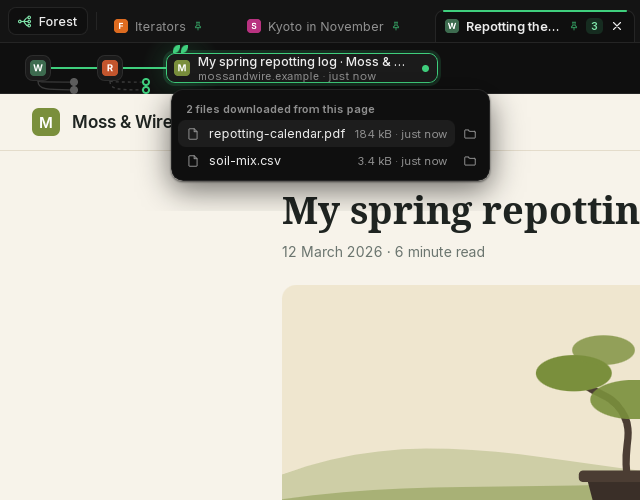 Forest
F Iterators
S Kyoto in November
W Repotting the... 3
W
R
M My spring repotting log · Moss & ...
mossandwire.example · just now
M Moss & Wire
2 files downloaded from this page
repotting-calendar.pdf 184 kB · just now
soil-mix.csv 3.4 kB · just now
My spring repottin
12 March 2026 · 6 minute read